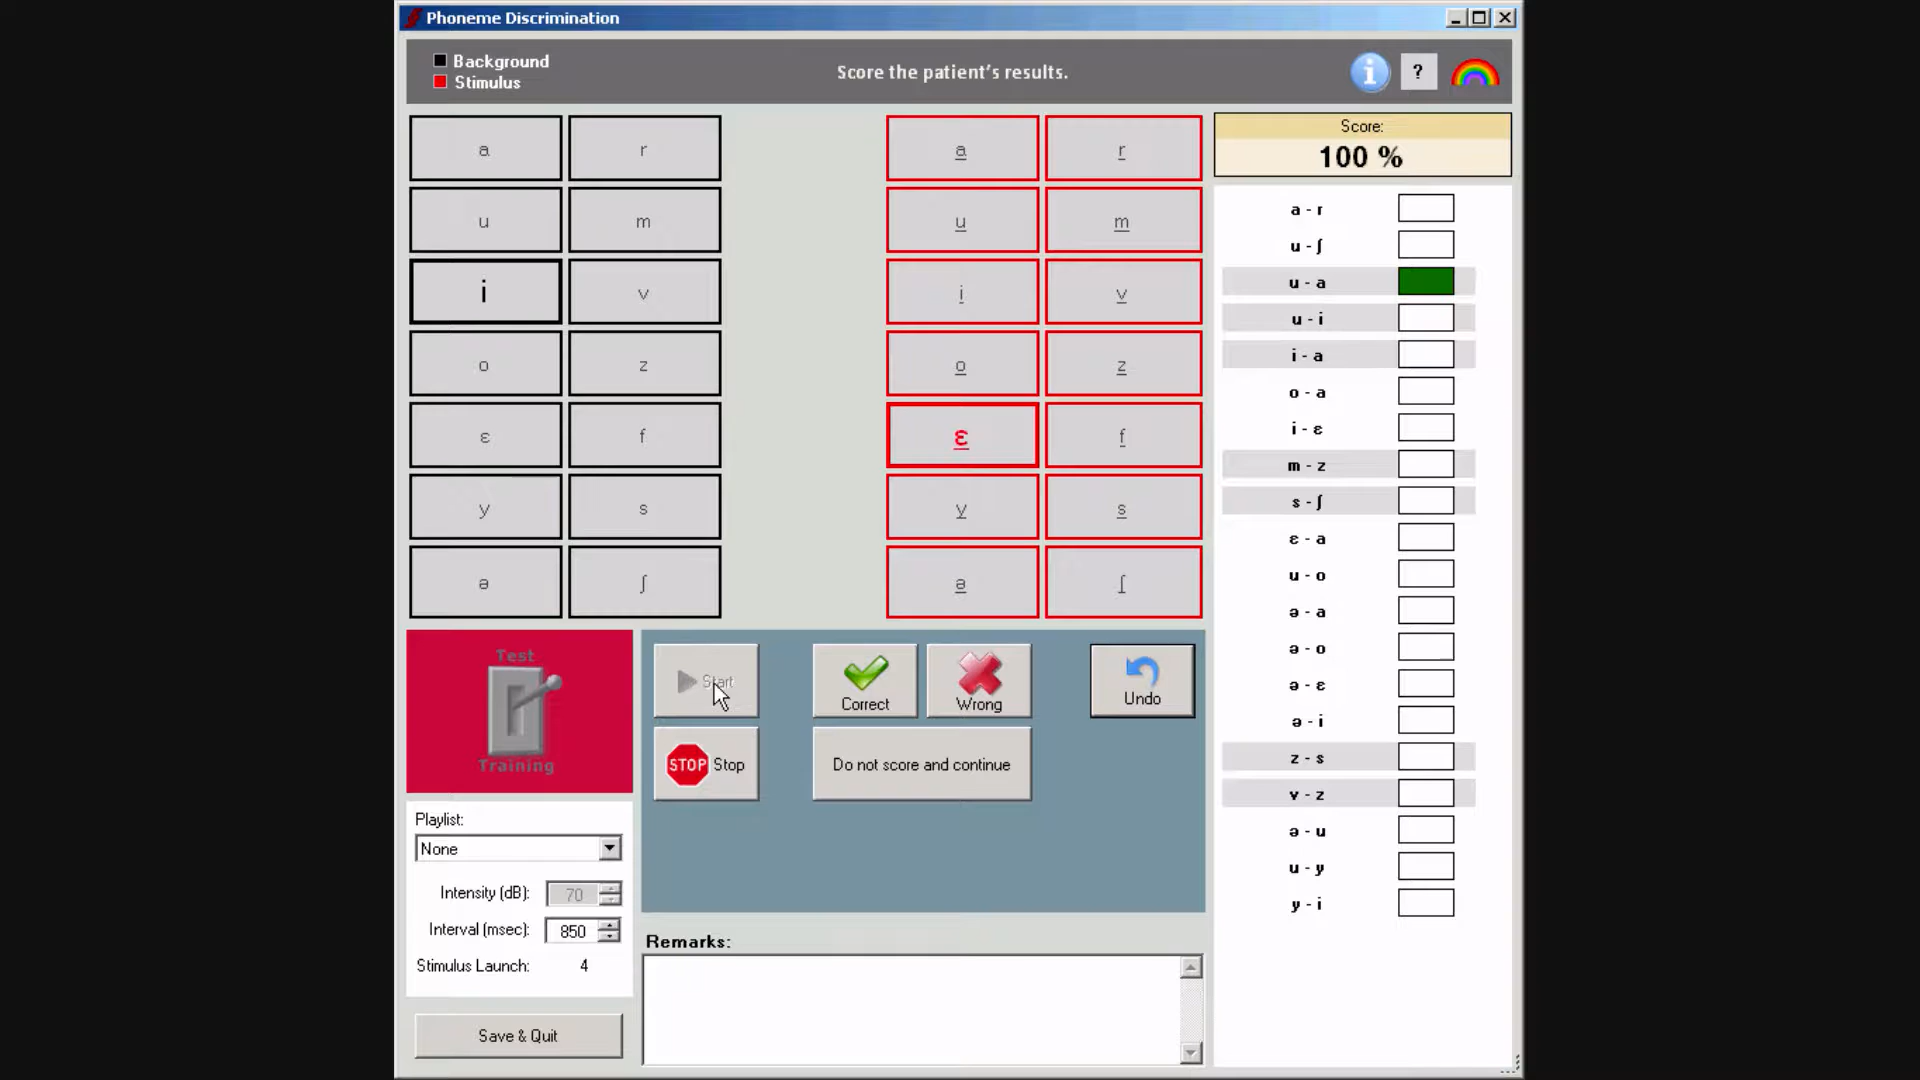 Phoneme Discrimination
Background
Stimulus
Score the patient's results.
?
a r
u m
i v
o z
ε f
y s
ə ʃ
a r
u m
i v
o z
ε f
y s
ə ʃ
Score:
100 %
a - r
u - ʃ
u - a
u - i
i - a
o - a
i - ε
m - z
s - ʃ
ε - a
u - o
ə - a
ə - o
ə - ε
ə - i
z - s
v - z
ə - u
u - y
y - i
Test
Training
Start
Correct
Wrong
Undo
STOP Stop
Do not score and continue
Playlist:
None
Intensity (dB): 70
Interval (msec): 850
Stimulus Launch: 4
Save & Quit
Remarks: